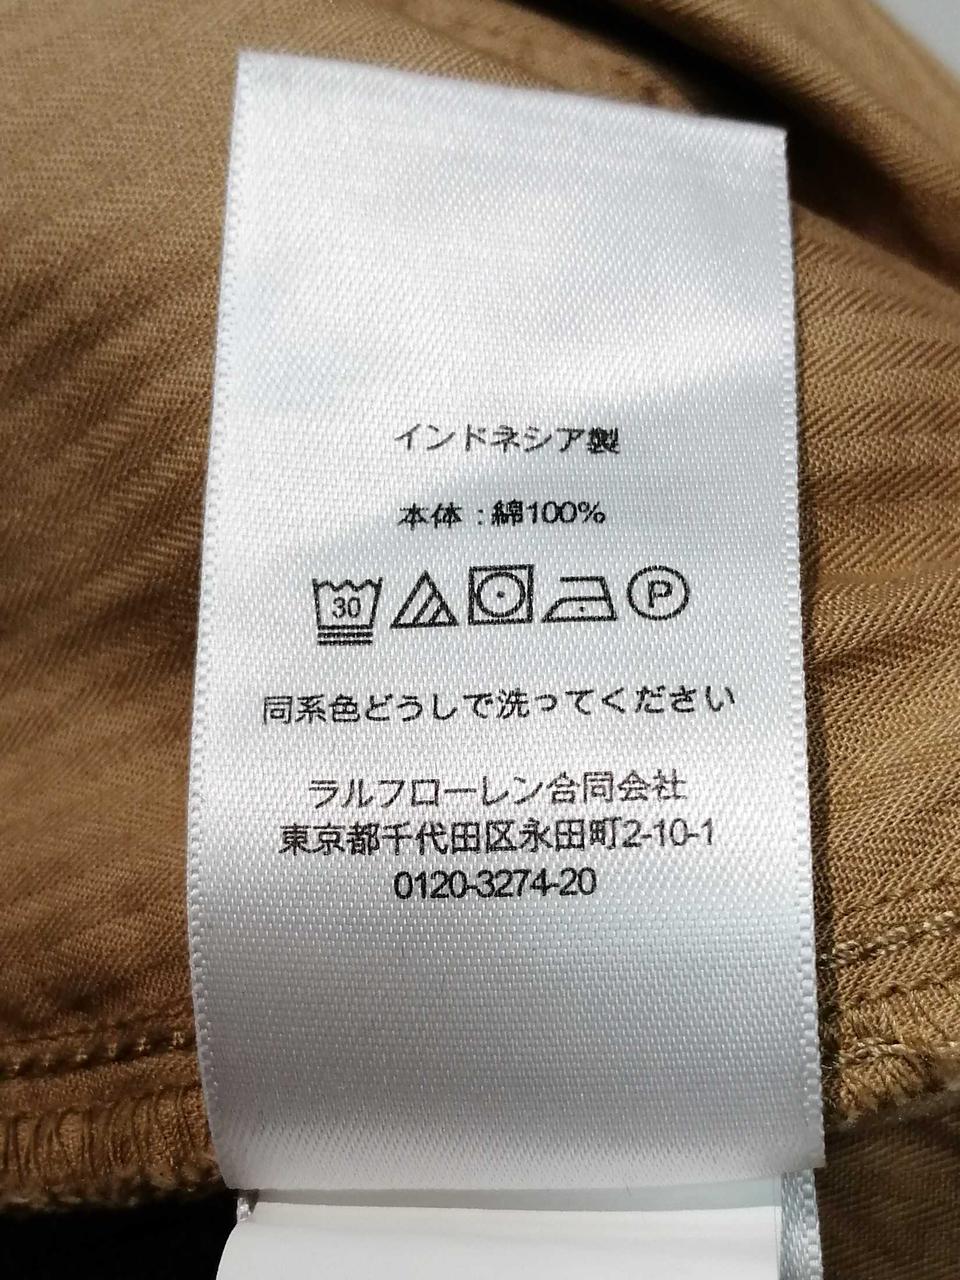 インドネシア製
本体:綿100%
30 P
同系色どうしで洗ってください
ラルフローレン合同会社
東京都千代田区永田町2-10-1
0120-3274-20